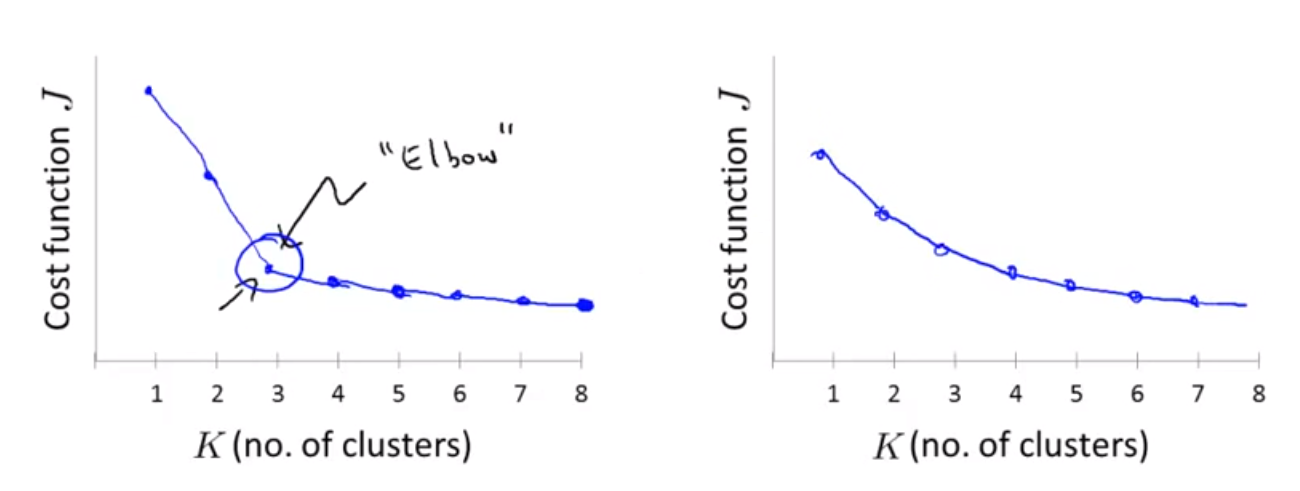 Cost function J
"Elbow"
1 2 3 4 5 6 7 8
K (no. of clusters)
Cost function J
1 2 3 4 5 6 7 8
K (no. of clusters)